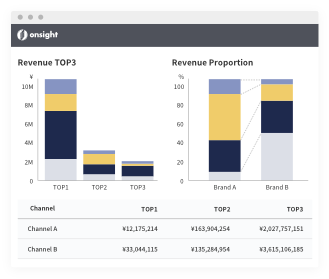 onsight
Revenue TOP3
Revenue Proportion
¥
10M
8M
6M
4M
2M
0
TOP1
TOP2
TOP3
%
100
80
60
40
20
0
Brand A
Brand B
Channel TOP1 TOP2 TOP3
Channel A ¥12,175,214 ¥163,904,254 ¥2,027,757,151
Channel B ¥33,044,115 ¥135,284,954 ¥3,615,106,185